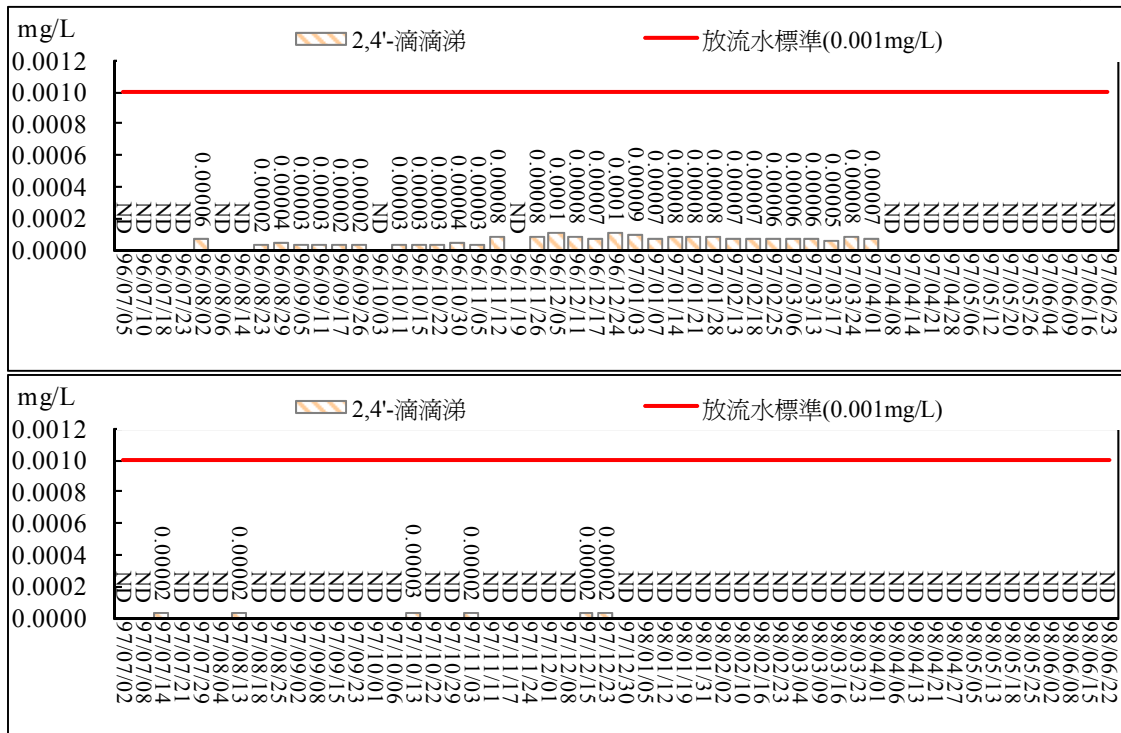 mg/L
2,4'-滴滴涕 放流水標準(0.001mg/L)
0.0012
0.0010
0.0008
0.0006
0.0004
0.0002
0.0000
ND ND ND ND 0.00006 ND ND 0.00002 0.00004 0.00003 0.00003 0.00002 0.00002 ND 0.00003 0.00003 0.00003 0.00004 0.00003 0.00008 ND 0.00008 0.0001 0.00008 0.00007 0.0001 0.00009 0.00007 0.00008 0.00008 0.00008 0.00007 0.00007 0.00006 0.00006 0.00006 0.00005 0.00008 0.00007 ND ND ND ND ND ND ND ND ND ND ND ND
96/07/05 96/07/10 96/07/18 96/07/23 96/08/02 96/08/06 96/08/14 96/08/23 96/08/29 96/09/05 96/09/11 96/09/17 96/09/26 96/10/03 96/10/11 96/10/15 96/10/22 96/10/30 96/11/05 96/11/12 96/11/19 96/11/26 96/12/05 96/12/11 96/12/17 96/12/24 97/01/03 97/01/07 97/01/14 97/01/21 97/01/28 97/02/13 97/02/18 97/02/25 97/03/06 97/03/13 97/03/17 97/03/24 97/04/01 97/04/08 97/04/14 97/04/21 97/04/28 97/05/06 97/05/12 97/05/20 97/05/26 97/06/04 97/06/09 97/06/16 97/06/23
mg/L
2,4'-滴滴涕 放流水標準(0.001mg/L)
0.0012
0.0010
0.0008
0.0006
0.0004
0.0002
0.0000
ND ND 0.00002 ND ND ND 0.00002 ND ND ND ND ND ND ND ND 0.00003 ND ND 0.00002 ND ND ND ND ND 0.00002 0.00002 ND ND ND ND ND ND ND ND ND ND ND ND ND ND ND ND ND ND ND ND ND ND ND ND ND ND
97/07/02 97/07/08 97/07/14 97/07/21 97/07/29 97/08/04 97/08/13 97/08/18 97/08/25 97/09/02 97/09/08 97/09/15 97/09/23 97/10/01 97/10/06 97/10/13 97/10/22 97/10/29 97/11/03 97/11/11 97/11/17 97/11/24 97/12/01 97/12/08 97/12/15 97/12/23 97/12/30 98/01/05 98/01/12 98/01/19 98/01/31 98/02/02 98/02/10 98/02/16 98/02/23 98/03/04 98/03/09 98/03/16 98/03/23 98/04/01 98/04/06 98/04/13 98/04/21 98/04/27 98/05/05 98/05/13 98/05/18 98/05/25 98/06/02 98/06/08 98/06/15 98/06/22